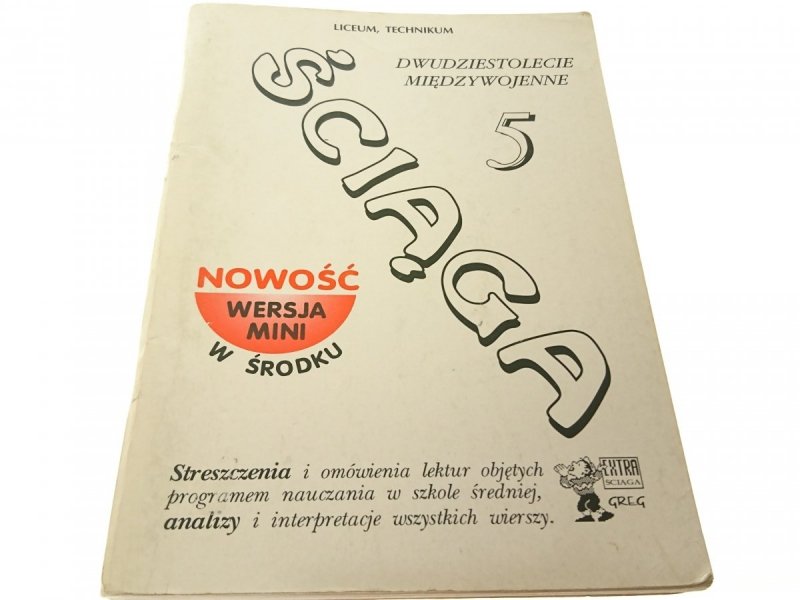 LICEUM, TECHNIKUM
DWUDZIESTOLECIE
MIĘDZYWOJENNE
5
ŚCIĄGA
NOWOŚĆ
WERSJA
MINI
W ŚRODKU
Streszczenia i omówienia lektur objętych
programem nauczania w szkole średniej,
analizy i interpretacje wszystkich wierszy.
EXTRA
ŚCIĄGA
GREG